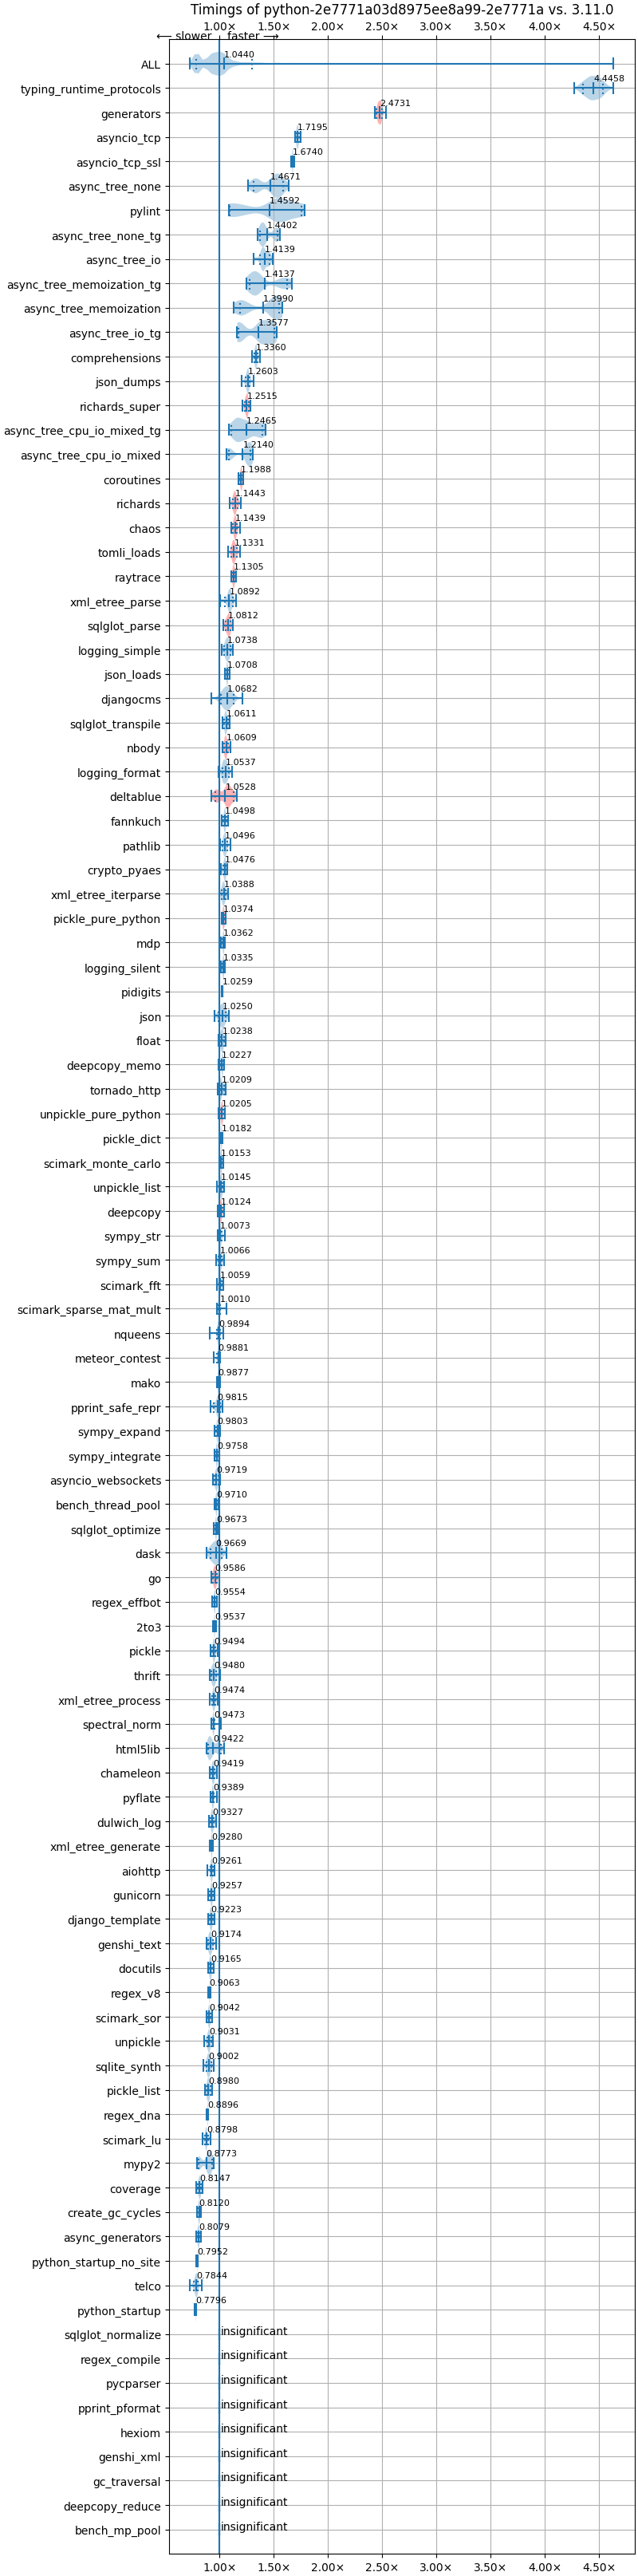 Timings of python-2e7771a03d8975ee8a99-2e7771a vs. 3.11.0
1.00× 1.50× 2.00× 2.50× 3.00× 3.50× 4.00× 4.50×
⟵ slower faster ⟶
ALL 1.0440
typing_runtime_protocols 4.4458
generators 2.4731
asyncio_tcp 1.7195
asyncio_tcp_ssl 1.6740
async_tree_none 1.4671
pylint 1.4592
async_tree_none_tg 1.4402
async_tree_io 1.4139
async_tree_memoization_tg 1.4137
async_tree_memoization 1.3990
async_tree_io_tg 1.3577
comprehensions 1.3360
json_dumps 1.2603
richards_super 1.2515
async_tree_cpu_io_mixed_tg 1.2465
async_tree_cpu_io_mixed 1.2140
coroutines 1.1988
richards 1.1443
chaos 1.1439
tomli_loads 1.1331
raytrace 1.1305
xml_etree_parse 1.0892
sqlglot_parse 1.0812
logging_simple 1.0738
json_loads 1.0708
djangocms 1.0682
sqlglot_transpile 1.0611
nbody 1.0609
logging_format 1.0537
deltablue 1.0528
fannkuch 1.0498
pathlib 1.0496
crypto_pyaes 1.0476
xml_etree_iterparse 1.0388
pickle_pure_python 1.0374
mdp 1.0362
logging_silent 1.0335
pidigits 1.0259
json 1.0250
float 1.0238
deepcopy_memo 1.0227
tornado_http 1.0209
unpickle_pure_python 1.0205
pickle_dict 1.0182
scimark_monte_carlo 1.0153
unpickle_list 1.0145
deepcopy 1.0124
sympy_str 1.0073
sympy_sum 1.0066
scimark_fft 1.0059
scimark_sparse_mat_mult 1.0010
nqueens 0.9894
meteor_contest 0.9881
mako 0.9877
pprint_safe_repr 0.9815
sympy_expand 0.9803
sympy_integrate 0.9758
asyncio_websockets 0.9719
bench_thread_pool 0.9710
sqlglot_optimize 0.9673
dask 0.9669
go 0.9586
regex_effbot 0.9554
2to3 0.9537
pickle 0.9494
thrift 0.9480
xml_etree_process 0.9474
spectral_norm 0.9473
html5lib 0.9422
chameleon 0.9419
pyflate 0.9389
dulwich_log 0.9327
xml_etree_generate 0.9280
aiohttp 0.9261
gunicorn 0.9257
django_template 0.9223
genshi_text 0.9174
docutils 0.9165
regex_v8 0.9063
scimark_sor 0.9042
unpickle 0.9031
sqlite_synth 0.9002
pickle_list 0.8980
regex_dna 0.8896
scimark_lu 0.8798
mypy2 0.8773
coverage 0.8147
create_gc_cycles 0.8120
async_generators 0.8079
python_startup_no_site 0.7952
telco 0.7844
python_startup 0.7796
sqlglot_normalize insignificant
regex_compile insignificant
pycparser insignificant
pprint_pformat insignificant
hexiom insignificant
genshi_xml insignificant
gc_traversal insignificant
deepcopy_reduce insignificant
bench_mp_pool insignificant
1.00× 1.50× 2.00× 2.50× 3.00× 3.50× 4.00× 4.50×